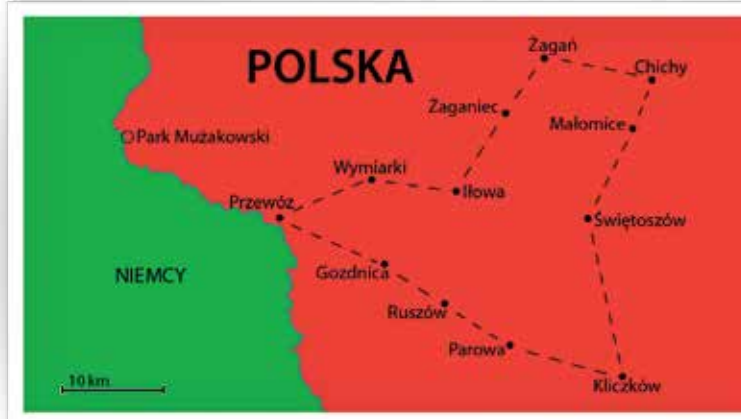 POLSKA
Żagań
Chichy
Żaganiec
Małomice
Park Mużakowski
Wymiarki
Iłowa
Przewóz
Świętoszów
NIEMCY
Gozdnica
Ruszów
Parowa
Kliczków
10 km